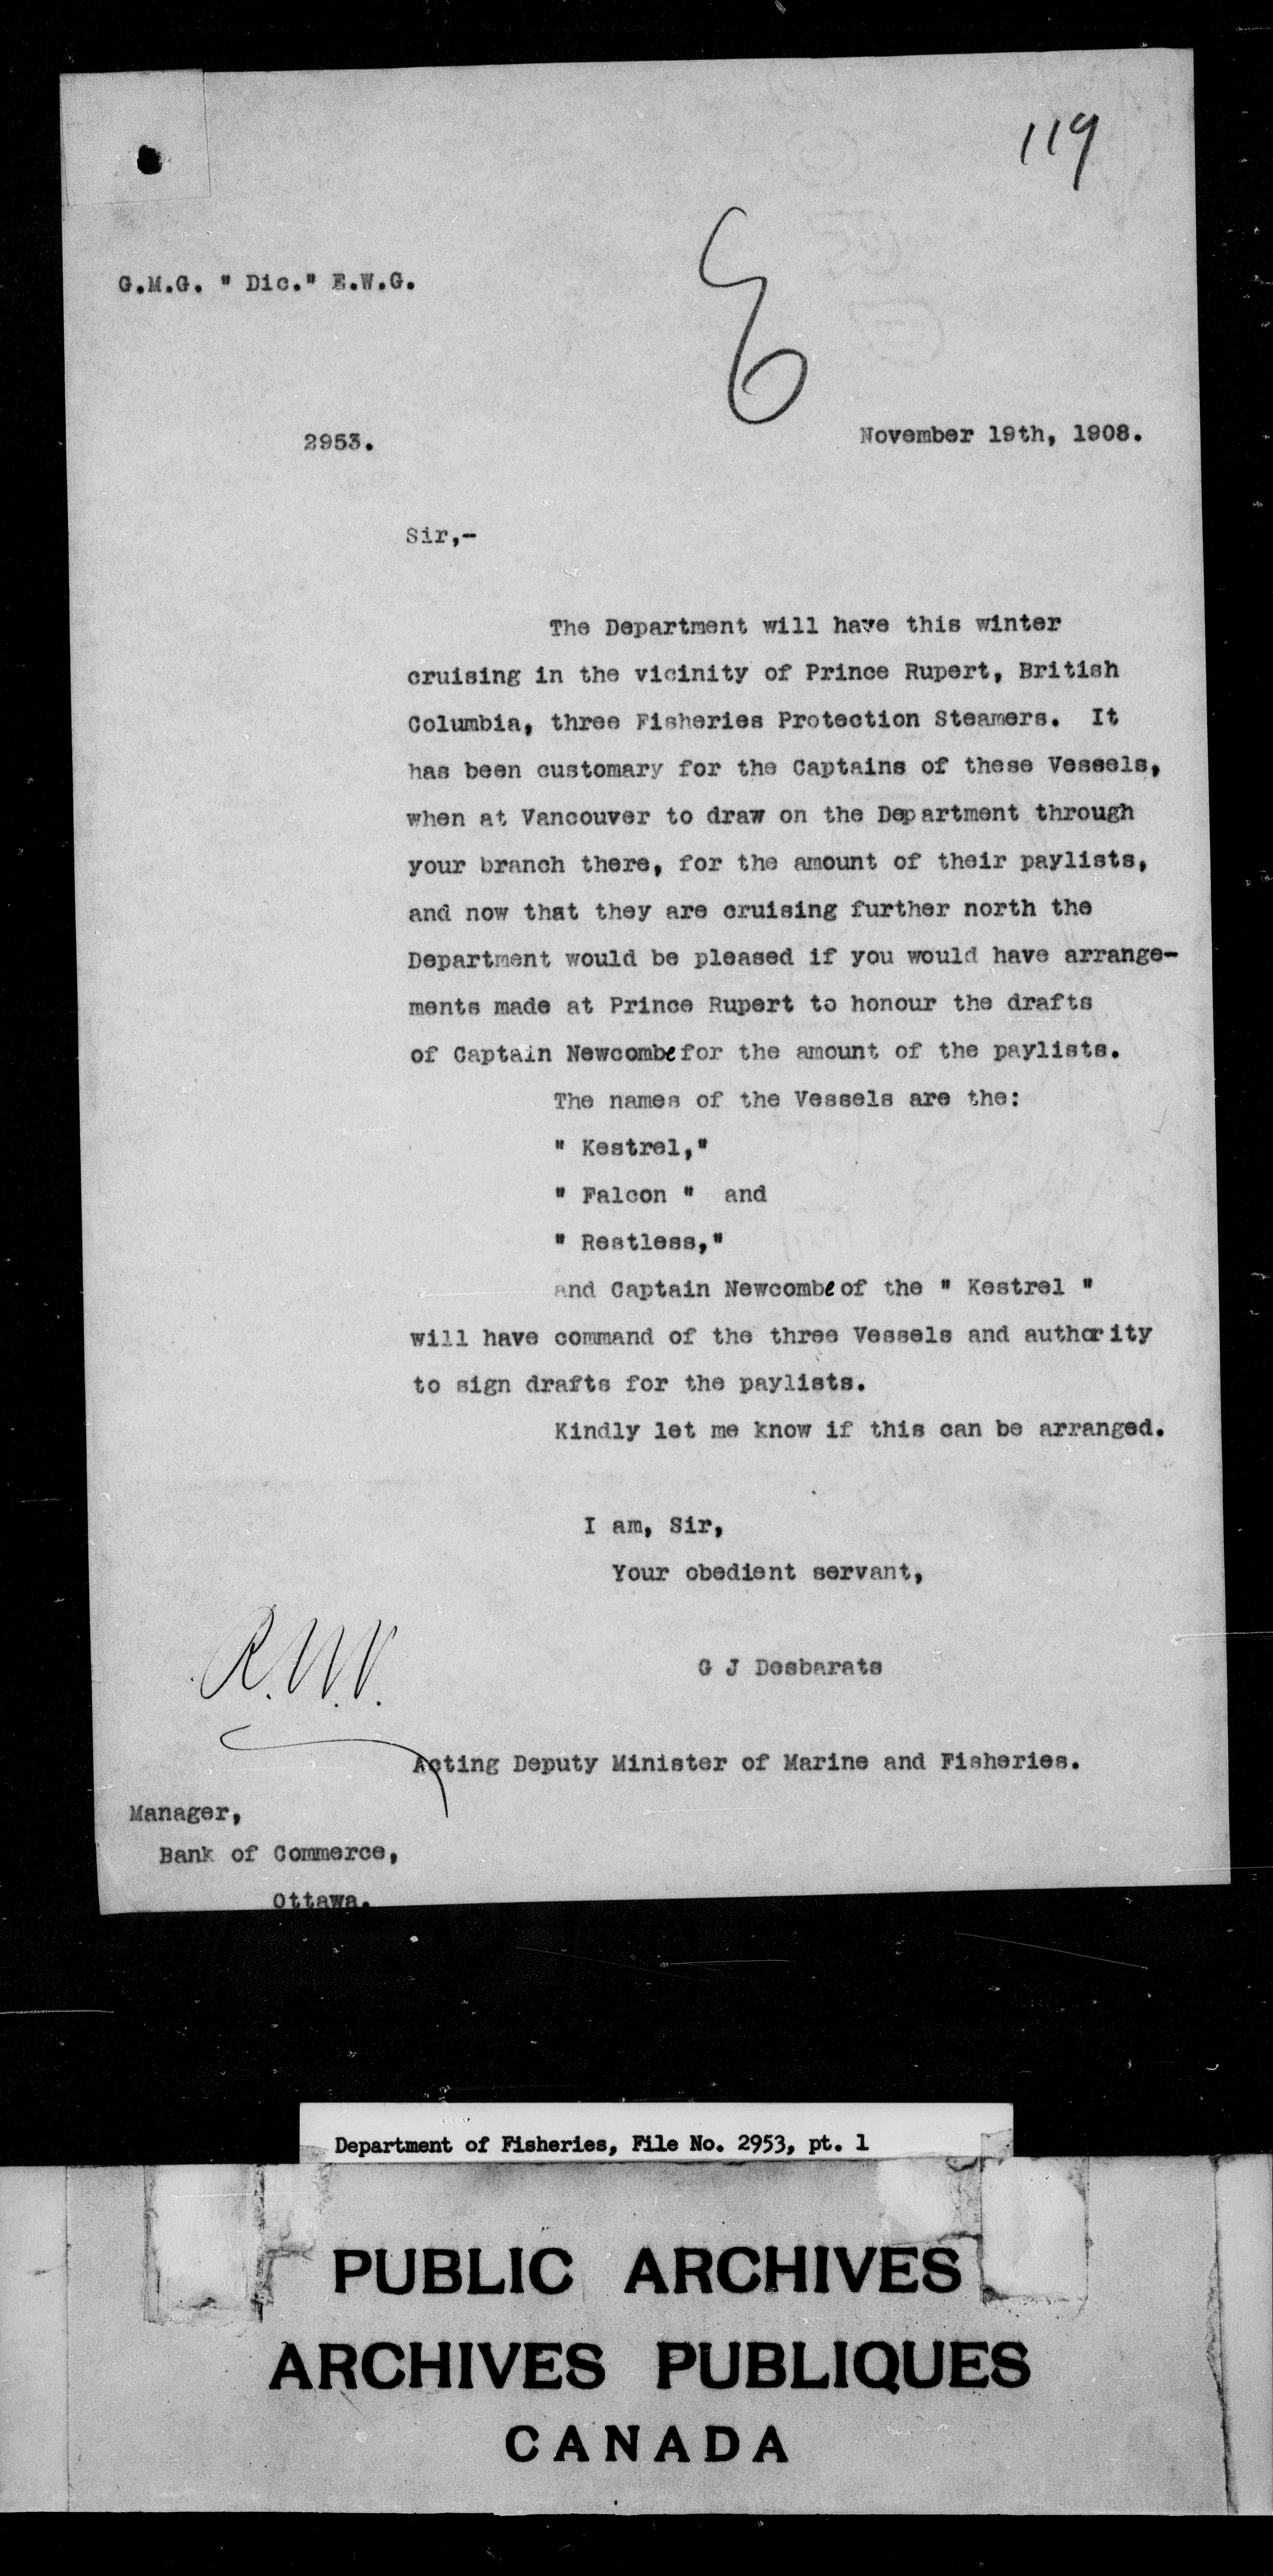 119
G.M.G. " Dic." E.W.G.
2953.
November 19th, 1908.
Sir,-
The Department will have this winter
cruising in the vicinity of Prince Rupert, British
Columbia, three Fisheries Protection Steamers. It
has been customary for the Captains of these Vessels,
when at Vancouver to draw on the Department through
your branch there, for the amount of their paylists,
and now that they are cruising further north the
Department would be pleased if you would have arrange-
ments made at Prince Rupert to honour the drafts
of Captain Newcombe for the amount of the paylists.
The names of the Vessels are the:
" Kestrel,"
" Falcon " and
" Restless,"
and Captain Newcombe of the " Kestrel "
will have command of the three Vessels and authority
to sign drafts for the paylists.
Kindly let me know if this can be arranged.
I am, Sir,
Your obedient servant,
G J Desbarats
Acting Deputy Minister of Marine and Fisheries.
Manager,
Bank of Commerce,
Ottawa.
Department of Fisheries, File No. 2953, pt. 1
PUBLIC ARCHIVES
ARCHIVES PUBLIQUES
CANADA